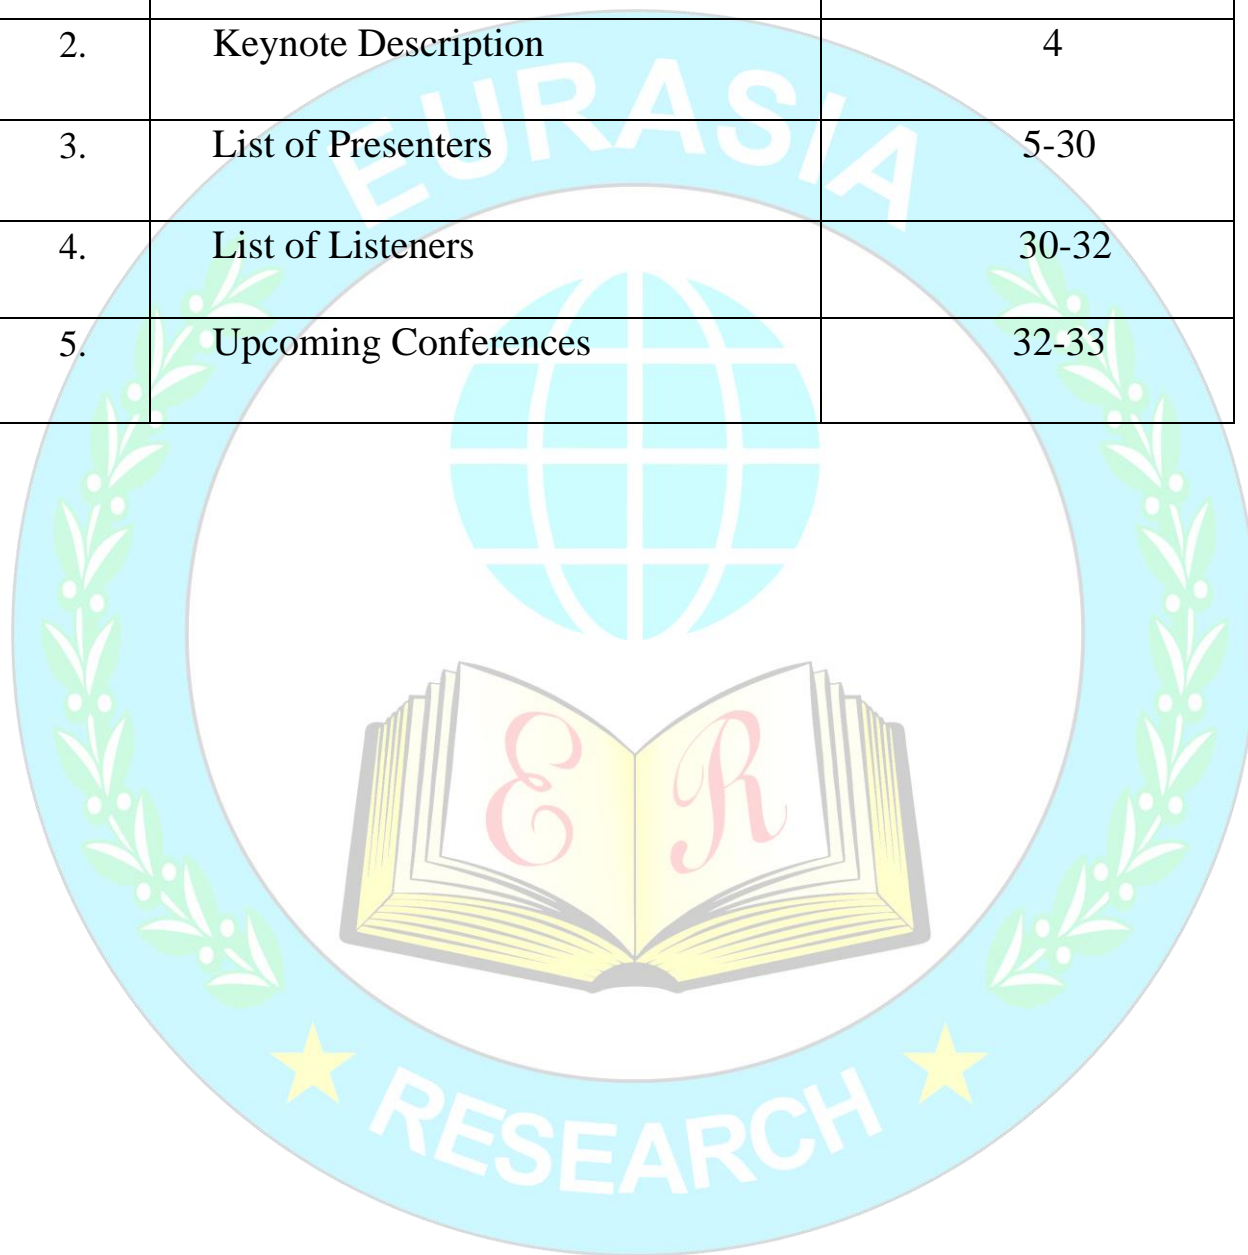 2. Keynote Description 4
3. List of Presenters 5-30
4. List of Listeners 30-32
5. Upcoming Conferences 32-33
EURASIA
E R
RESEARCH